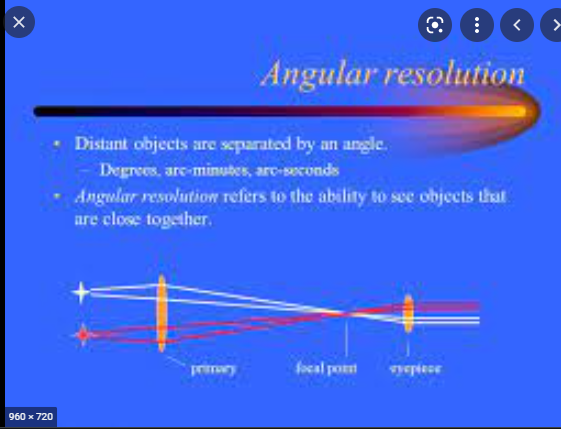 Angular resolution
Distant objects are separated by an angle.
– Degrees, arc-minutes, arc-seconds
Angular resolution refers to the ability to see objects that
are close together.
primary
focal point
eyepiece
960 × 720